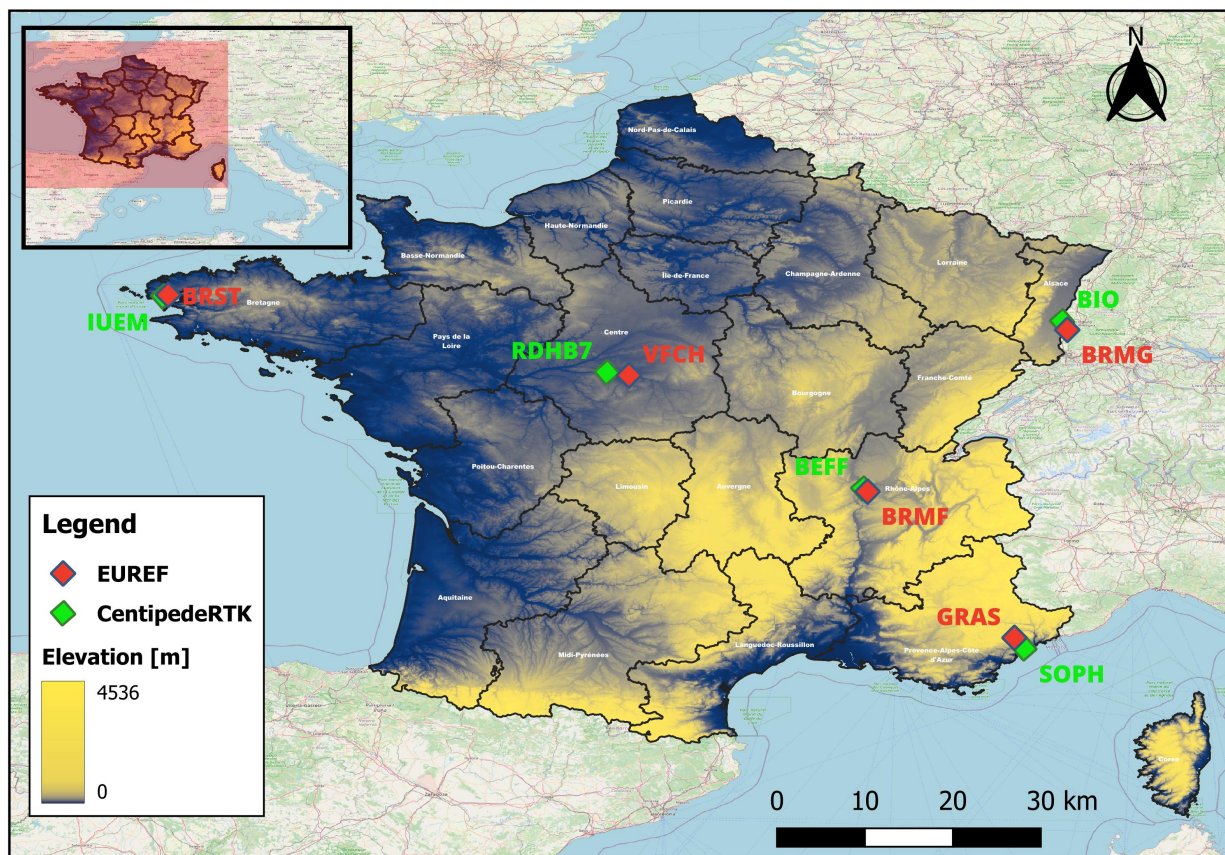 N
Nord-Pas-de-Calais
Picardie
Haute-Normandie
Basse-Normandie
Île-de-France
Champagne-Ardenne
Lorraine
Alsace
BRST
Bretagne
IUEM
BIO
Pays de la
Loire
Centre
RDHB7
VFCH
BRMG
Franche-Comté
Bourgogne
Poitou-Charentes
BEFF
Limousin
Auvergne
Rhône-Alpes
BRMF
Legend
EUREF
CentipedeRTK
Elevation [m]
4536
0
Aquitaine
GRAS
Midi-Pyrénées
Languedoc-Roussillon
Provence-Alpes-Côte
d'Azur
SOPH
Corse
0 10 20 30 km